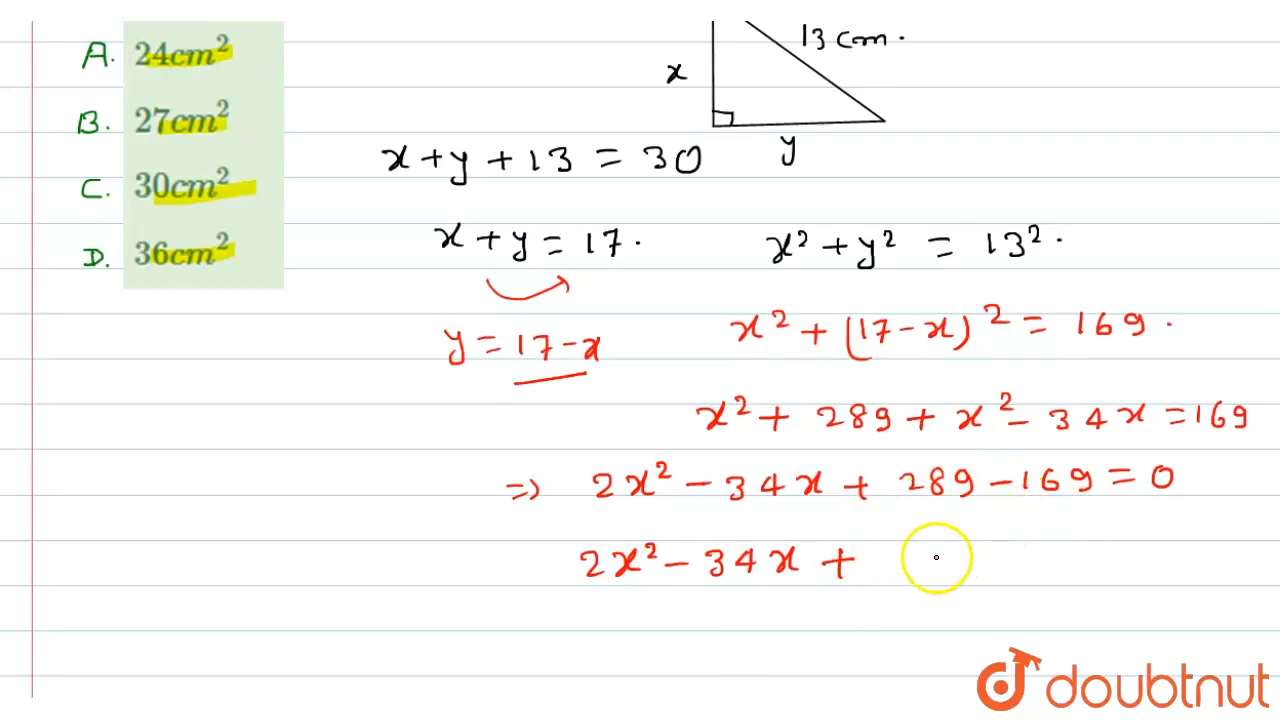 A. 24cm²
B. 27cm²
C. 30cm²
D. 36cm²
13 cm.
x
y
x + y + 13 = 30
x + y = 17.
x² + y² = 13².
y = 17 - x
x² + (17 - x)² = 169.
x² + 289 + x² - 34x = 169
⇒ 2x² - 34x + 289 - 169 = 0
2x² - 34x +
doubtnut